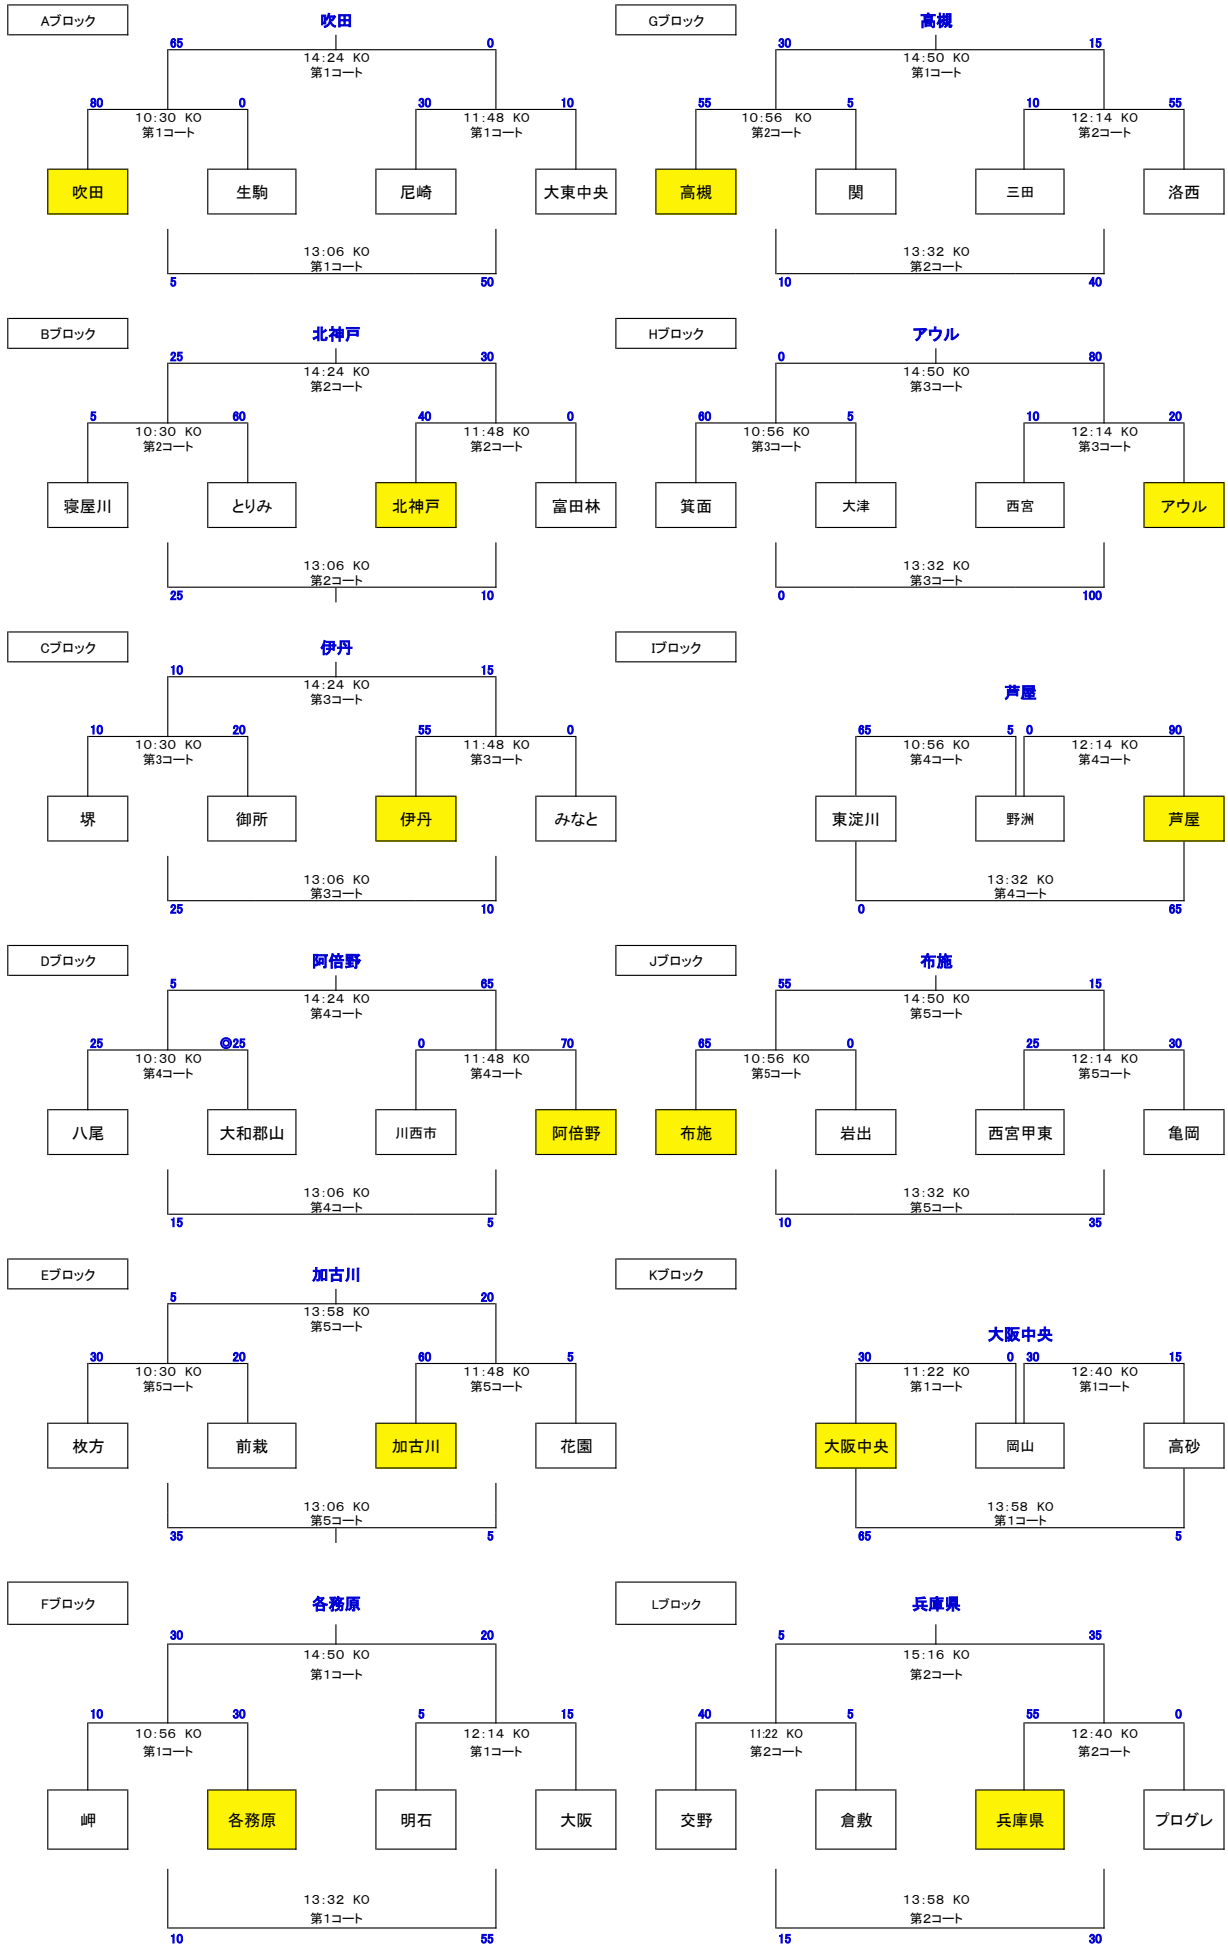 Aブロック
吹田
65 0
14:24 KO
第1コート
80 0 30 10
10:30 KO 11:48 KO
第1コート 第1コート
吹田 生駒 尼崎 大東中央
13:06 KO
第1コート
5 50
Gブロック
高槻
30 15
14:50 KO
第1コート
55 5 10 55
10:56 KO 12:14 KO
第2コート 第2コート
高槻 関 三田 洛西
13:32 KO
第2コート
10 40
Bブロック
北神戸
25 30
14:24 KO
第2コート
5 60 40 0
10:30 KO 11:48 KO
第2コート 第2コート
寝屋川 とりみ 北神戸 富田林
13:06 KO
第2コート
25 10
Hブロック
アウル
0 80
14:50 KO
第3コート
60 5 10 20
10:56 KO 12:14 KO
第3コート 第3コート
箕面 大津 西宮 アウル
13:32 KO
第3コート
0 100
Cブロック
伊丹
10 15
14:24 KO
第3コート
10 20 55 0
10:30 KO 11:48 KO
第3コート 第3コート
堺 御所 伊丹 みなと
13:06 KO
第3コート
25 10
Iブロック
芦屋
65 5 0 90
10:56 KO 12:14 KO
第4コート 第4コート
東淀川 野洲 芦屋
13:32 KO
第4コート
0 65
Dブロック
阿倍野
5 65
14:24 KO
第4コート
25 ◎25 0 70
10:30 KO 11:48 KO
第4コート 第4コート
八尾 大和郡山 川西市 阿倍野
13:06 KO
第4コート
15 5
Jブロック
布施
55 15
14:50 KO
第5コート
65 0 25 30
10:56 KO 12:14 KO
第5コート 第5コート
布施 岩出 西宮甲東 亀岡
13:32 KO
第5コート
10 35
Eブロック
加古川
5 20
13:58 KO
第5コート
30 20 60 5
10:30 KO 11:48 KO
第5コート 第5コート
枚方 前栽 加古川 花園
13:06 KO
第5コート
35 5
Kブロック
大阪中央
30 0 30 15
11:22 KO 12:40 KO
第1コート 第1コート
大阪中央 岡山 高砂
13:58 KO
第1コート
65 5
Fブロック
各務原
30 20
14:50 KO
第1コート
10 30 5 15
10:56 KO 12:14 KO
第1コート 第1コート
岬 各務原 明石 大阪
13:32 KO
第1コート
10 55
Lブロック
兵庫県
5 35
15:16 KO
第2コート
40 5 55 0
11:22 KO 12:40 KO
第2コート 第2コート
交野 倉敷 兵庫県 プログレ
13:58 KO
第2コート
15 30